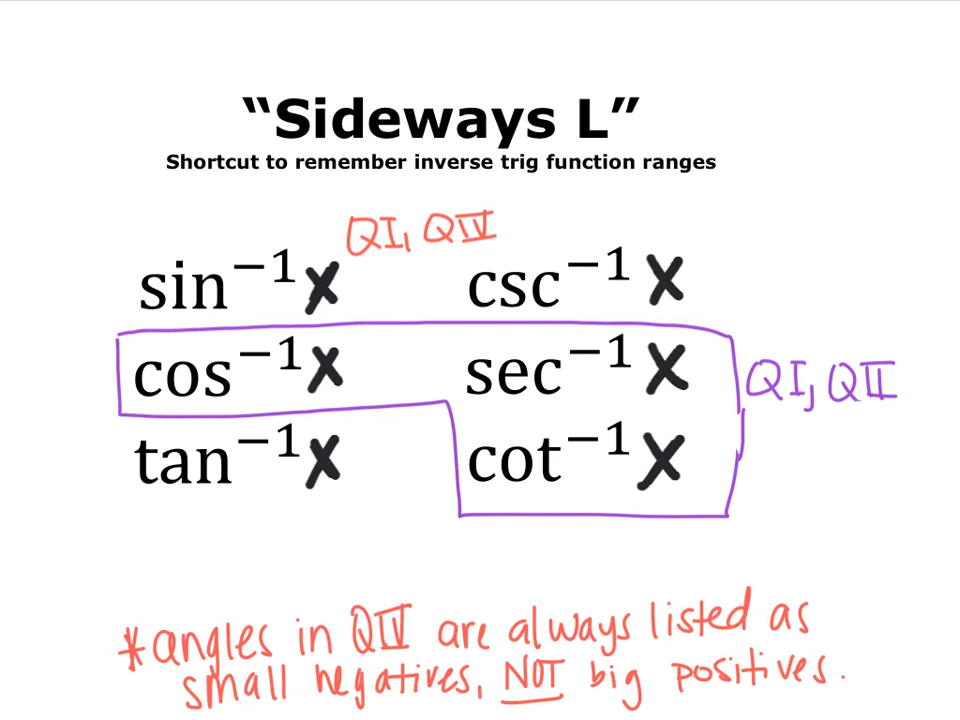 “Sideways L”
Shortcut to remember inverse trig function ranges
QI, QIV
sin⁻¹x csc⁻¹x
cos⁻¹x sec⁻¹x QI, QII
tan⁻¹x cot⁻¹x
*angles in QIV are always listed as
small negatives, NOT big positives.